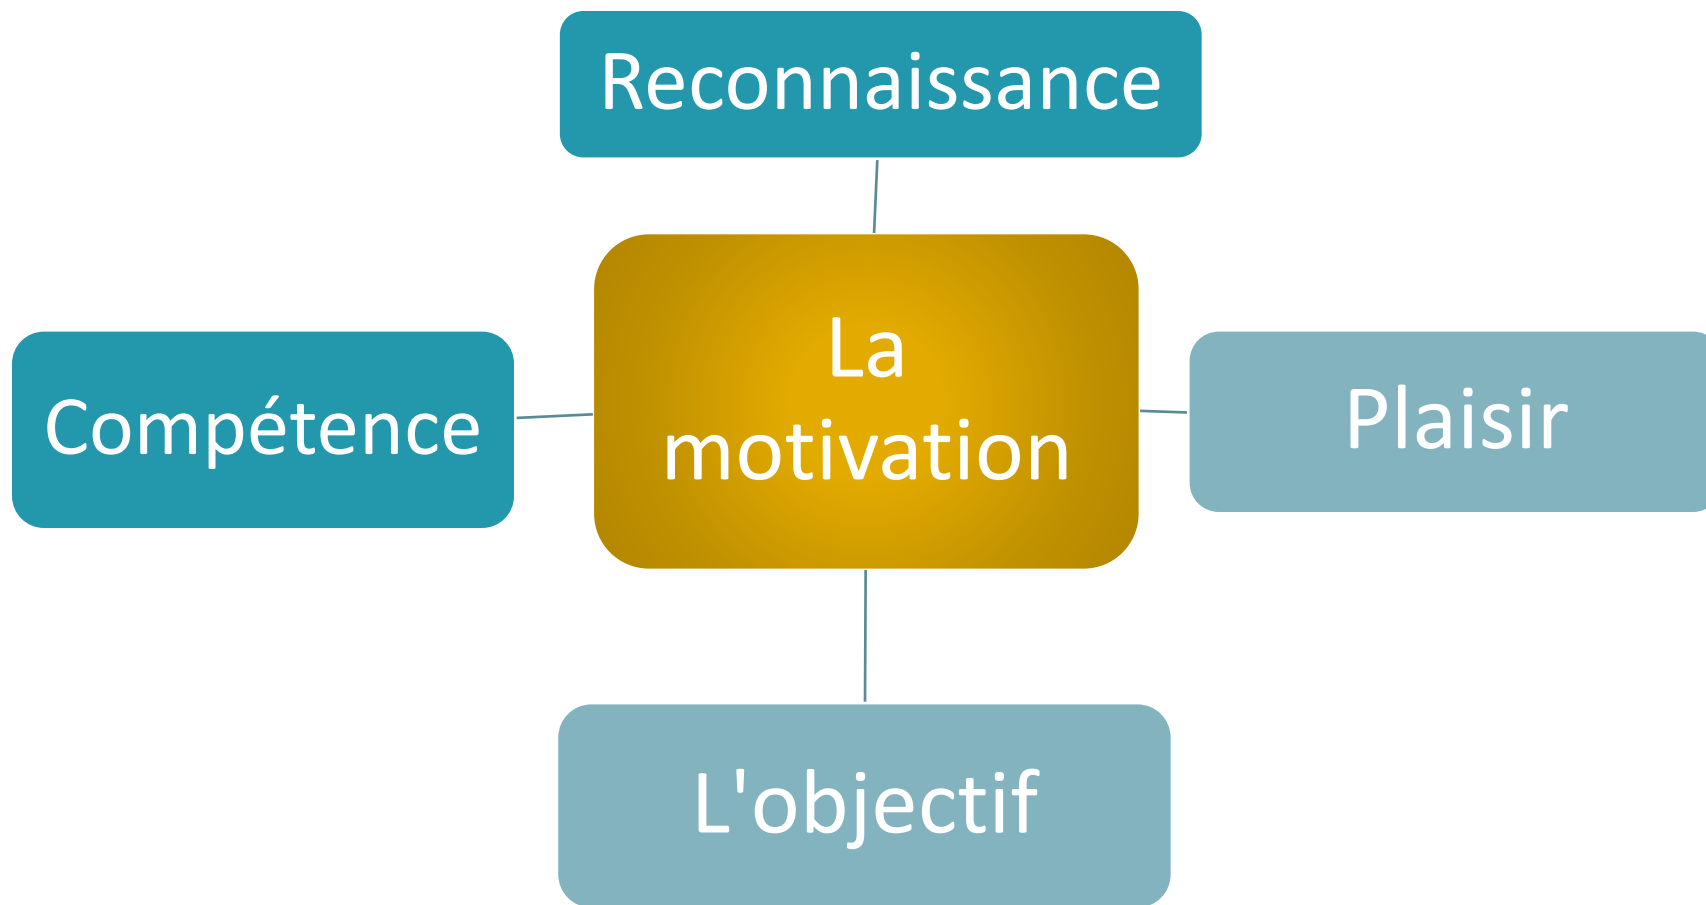 Reconnaissance
Compétence
La
motivation
Plaisir
L'objectif